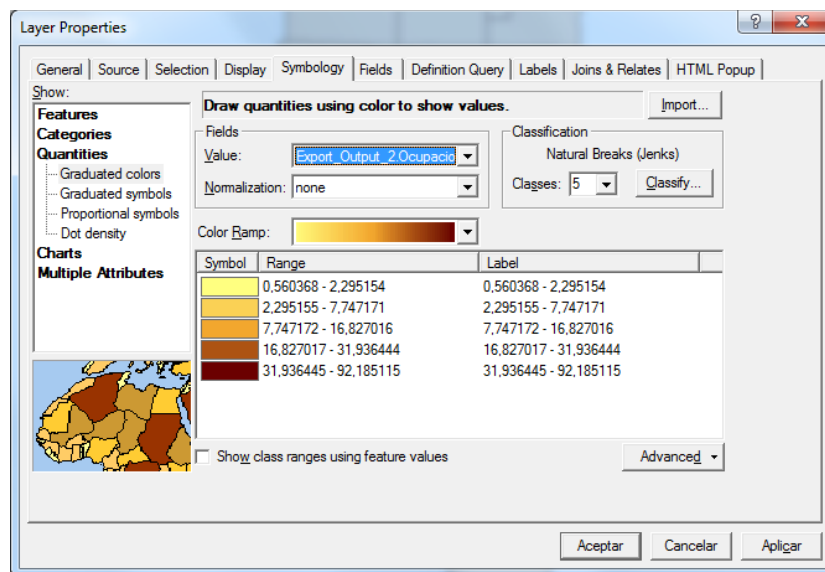 Layer Properties
General Source Selection Display Symbology Fields Definition Query Labels Joins & Relates HTML Popup
Show:
Features
Categories
Quantities
Graduated colors
Graduated symbols
Proportional symbols
Dot density
Charts
Multiple Attributes
Draw quantities using color to show values.
Import...
Fields
Value: Export_Output_2.Ocupacio
Normalization: none
Classification
Natural Breaks (Jenks)
Classes: 5 Classify...
Color Ramp:
Symbol Range Label
0,560368 - 2,295154 0,560368 - 2,295154
2,295155 - 7,747171 2,295155 - 7,747171
7,747172 - 16,827016 7,747172 - 16,827016
16,827017 - 31,936444 16,827017 - 31,936444
31,936445 - 92,185115 31,936445 - 92,185115
Show class ranges using feature values
Advanced
Aceptar Cancelar Aplicar